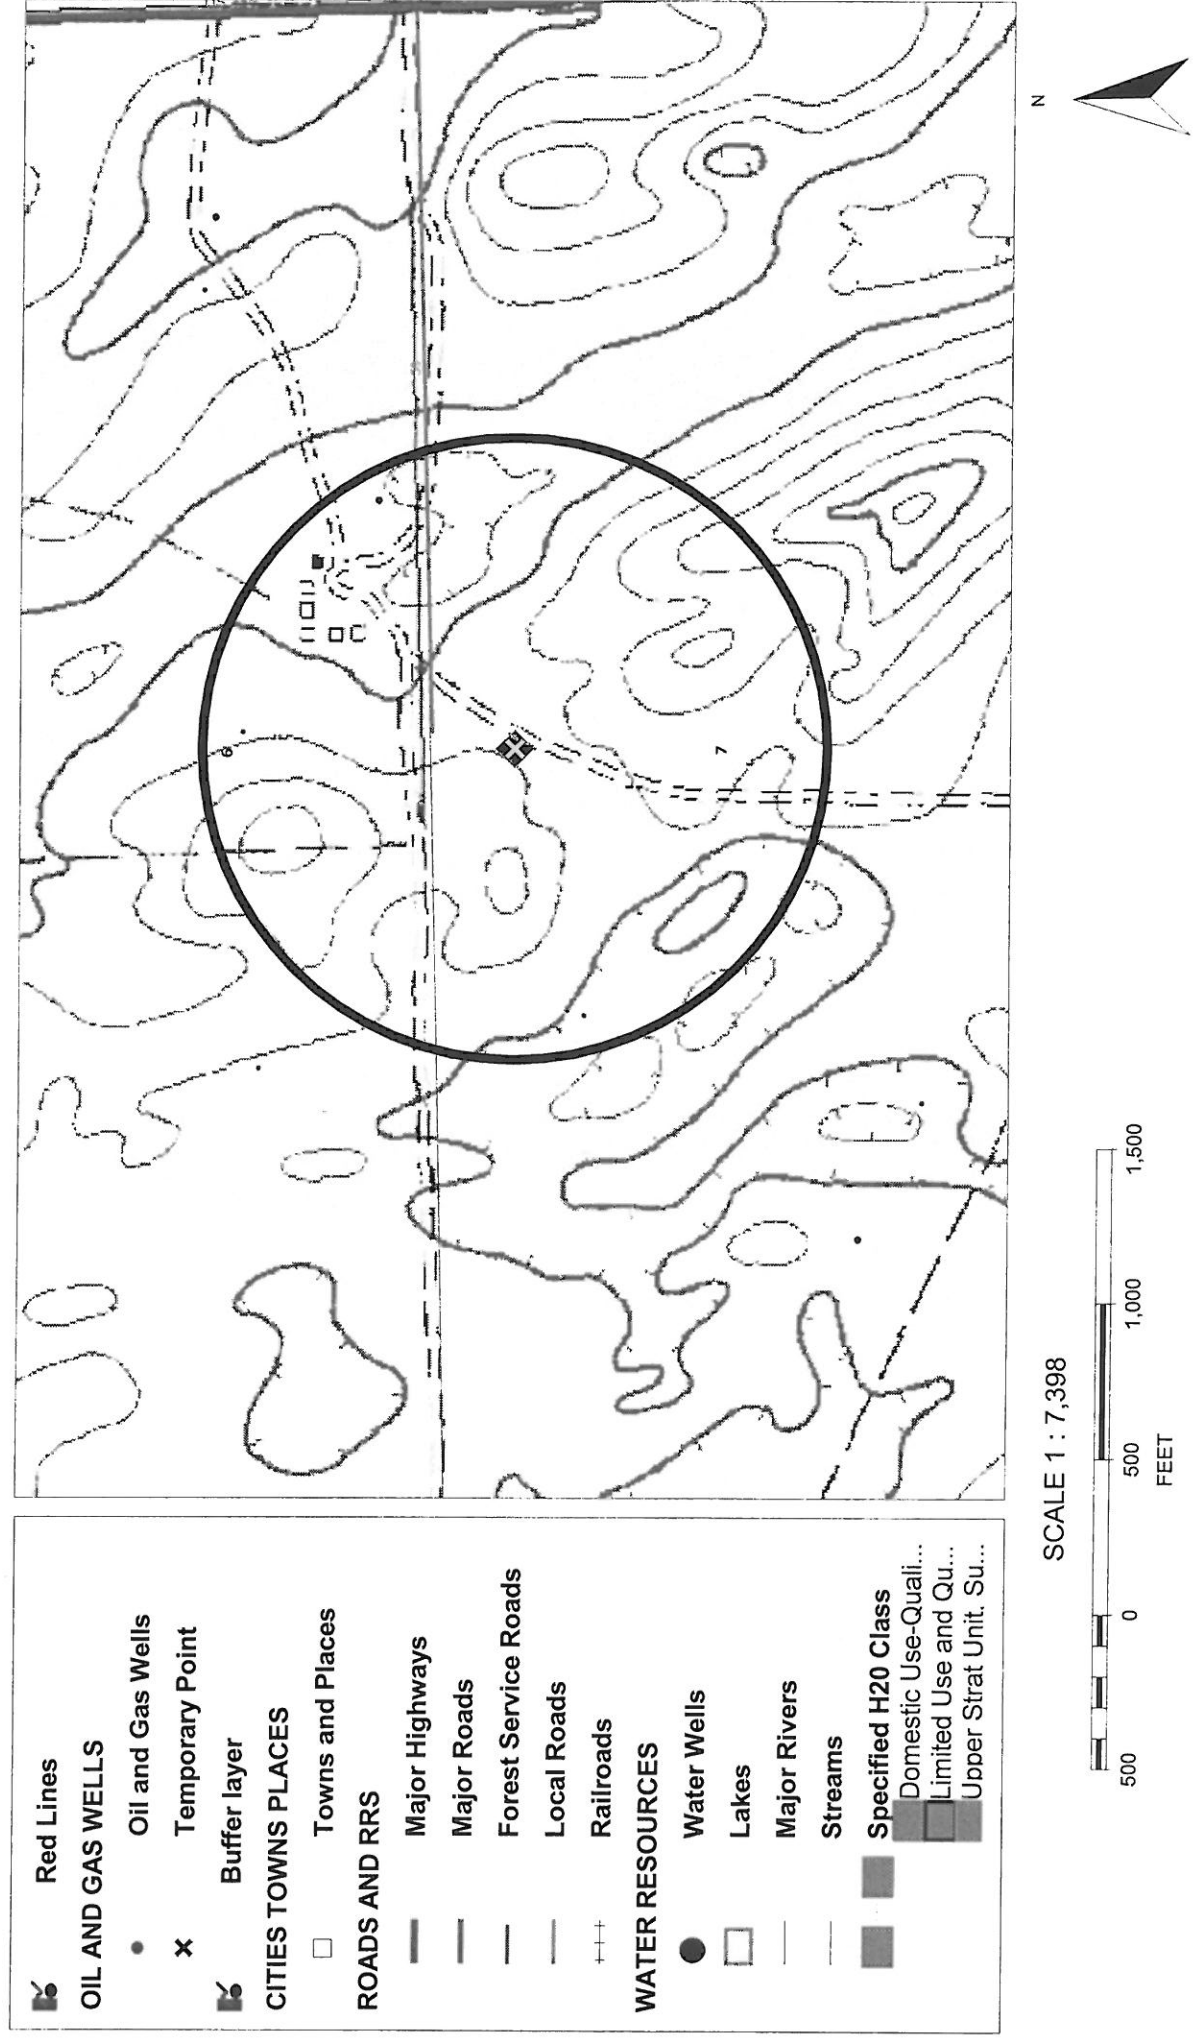 Red Lines
OIL AND GAS WELLS
Oil and Gas Wells
Temporary Point
Buffer layer
CITIES TOWNS PLACES
Towns and Places
ROADS AND RRS
Major Highways
Major Roads
Forest Service Roads
Local Roads
Railroads
WATER RESOURCES
Water Wells
Lakes
Major Rivers
Streams
Specified H20 Class
Domestic Use-Quali...
Limited Use and Qu...
Upper Strat Unit. Su...
6
7
N
SCALE 1 : 7,398
500 0 500 1,000 1,500
FEET